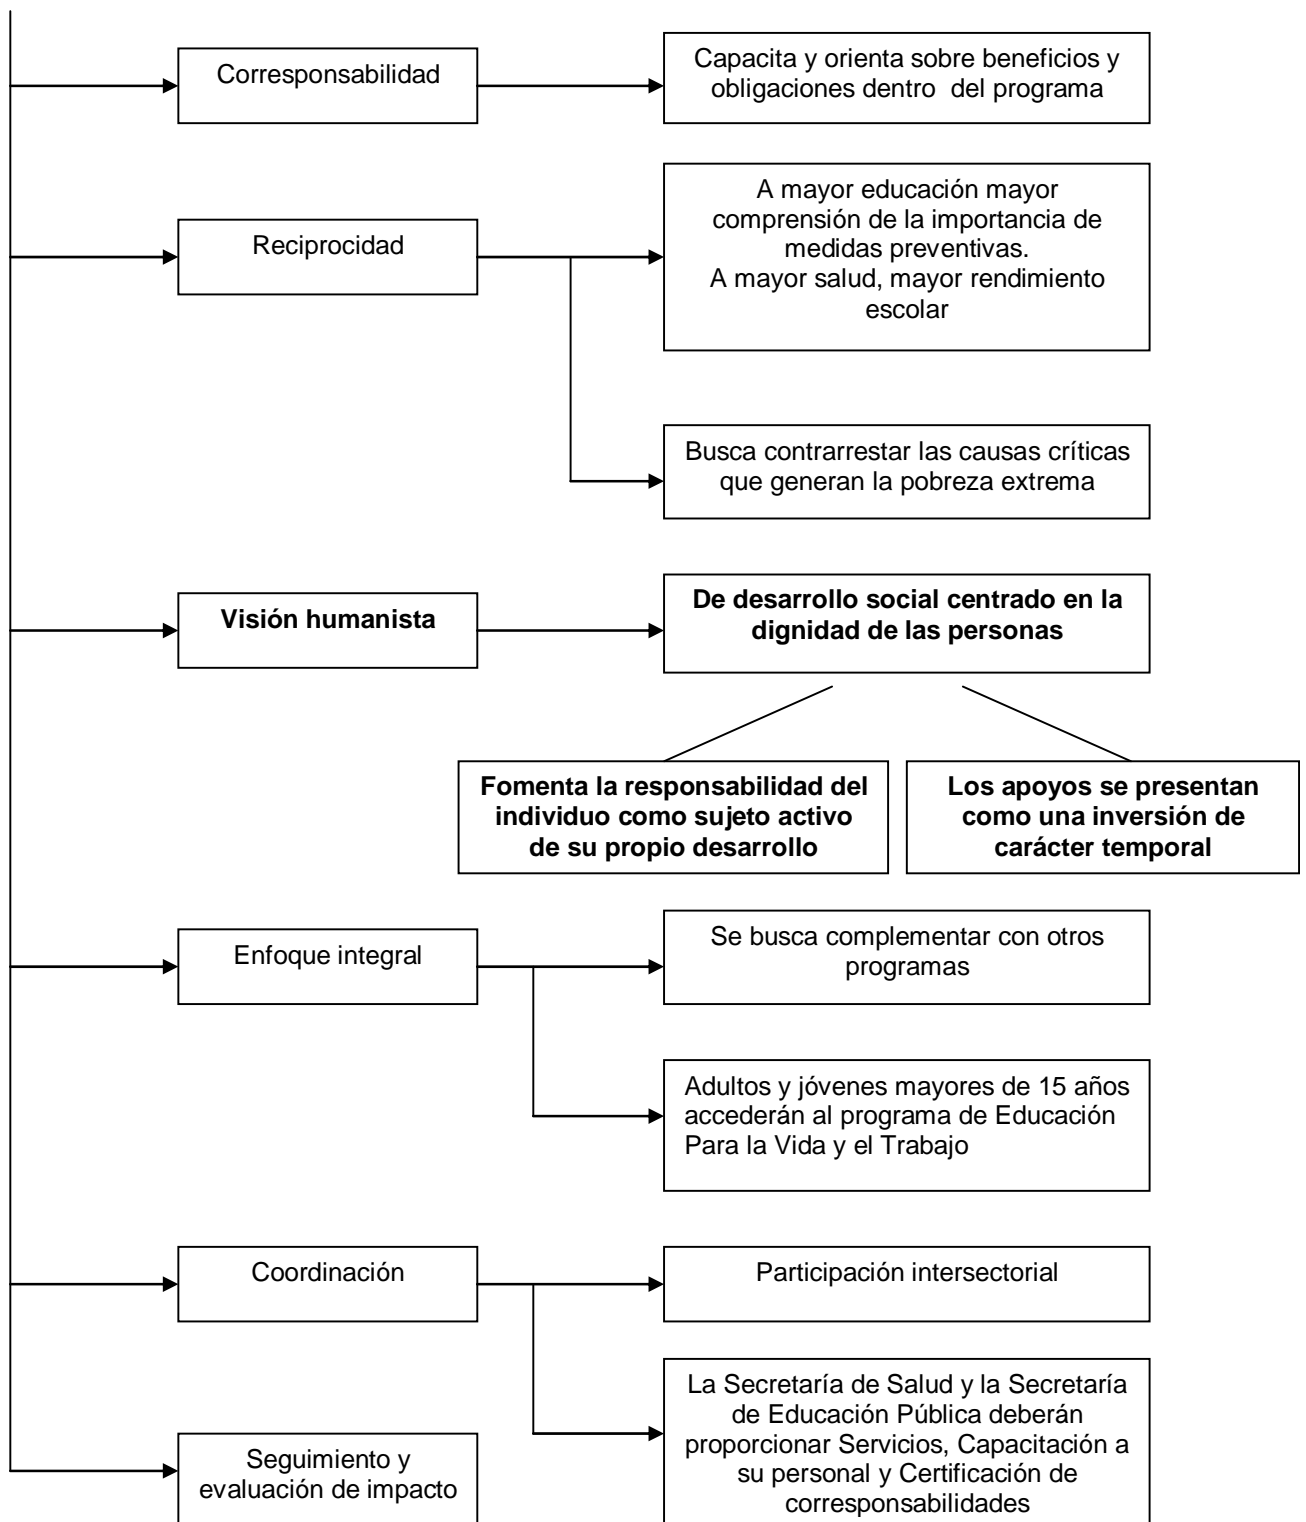 Corresponsabilidad
Capacita y orienta sobre beneficios y
obligaciones dentro  del programa
Reciprocidad
A mayor educación mayor
comprensión de la importancia de
medidas preventivas.
A mayor salud, mayor rendimiento
escolar
Busca contrarrestar las causas críticas
que generan la pobreza extrema
Visión humanista
De desarrollo social centrado en la
dignidad de las personas
Fomenta la responsabilidad del
individuo como sujeto activo
de su propio desarrollo
Los apoyos se presentan
como una inversión de
carácter temporal
Enfoque integral
Se busca complementar con otros
programas
Adultos y jóvenes mayores de 15 años
accederán al programa de Educación
Para la Vida y el Trabajo
Coordinación
Participación intersectorial
La Secretaría de Salud y la Secretaría
de Educación Pública deberán
proporcionar Servicios, Capacitación a
su personal y Certificación de
corresponsabilidades
Seguimiento y
evaluación de impacto